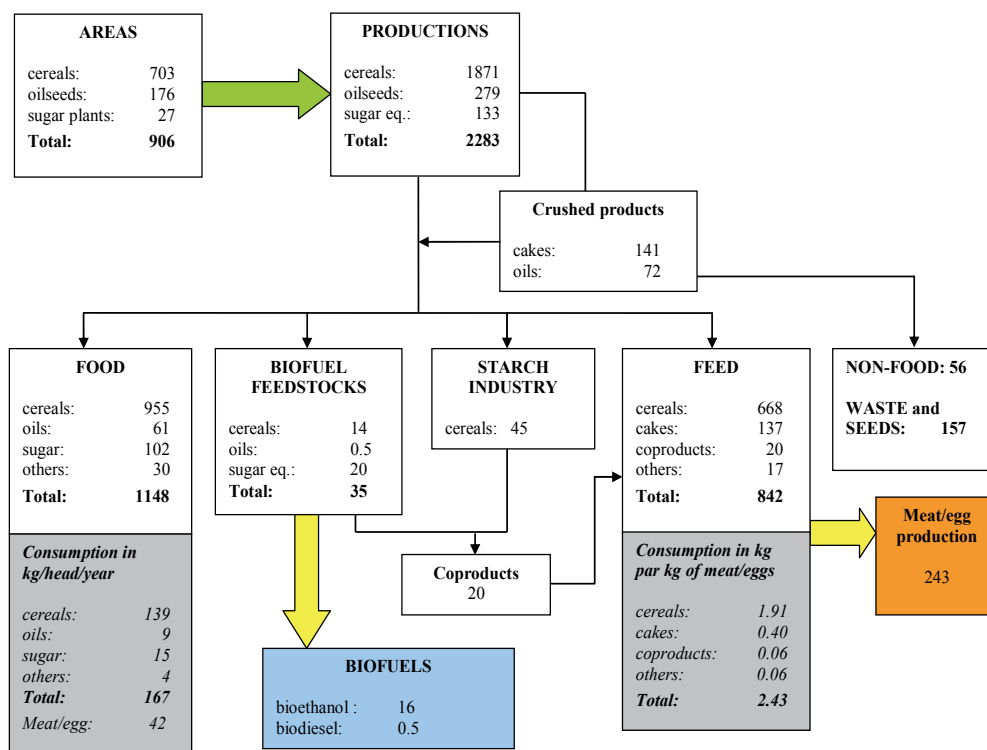 AREAS
cereals: 703
oilseeds: 176
sugar plants: 27
Total: 906
PRODUCTIONS
cereals: 1871
oilseeds: 279
sugar eq.: 133
Total: 2283
Crushed products
cakes: 141
oils: 72
FOOD
cereals: 955
oils: 61
sugar: 102
others: 30
Total: 1148
Consumption in
kg/head/year
cereals: 139
oils: 9
sugar: 15
others: 4
Total: 167
Meat/egg: 42
BIOFUEL
FEEDSTOCKS
cereals: 14
oils: 0.5
sugar eq.: 20
Total: 35
STARCH
INDUSTRY
cereals: 45
Coproducts
20
BIOFUELS
bioethanol : 16
biodiesel: 0.5
FEED
cereals: 668
cakes: 137
coproducts: 20
others: 17
Total: 842
Consumption in kg
par kg of meat/eggs
cereals: 1.91
cakes: 0.40
coproducts: 0.06
others: 0.06
Total: 2.43
NON-FOOD: 56
WASTE and
SEEDS: 157
Meat/egg
production
243